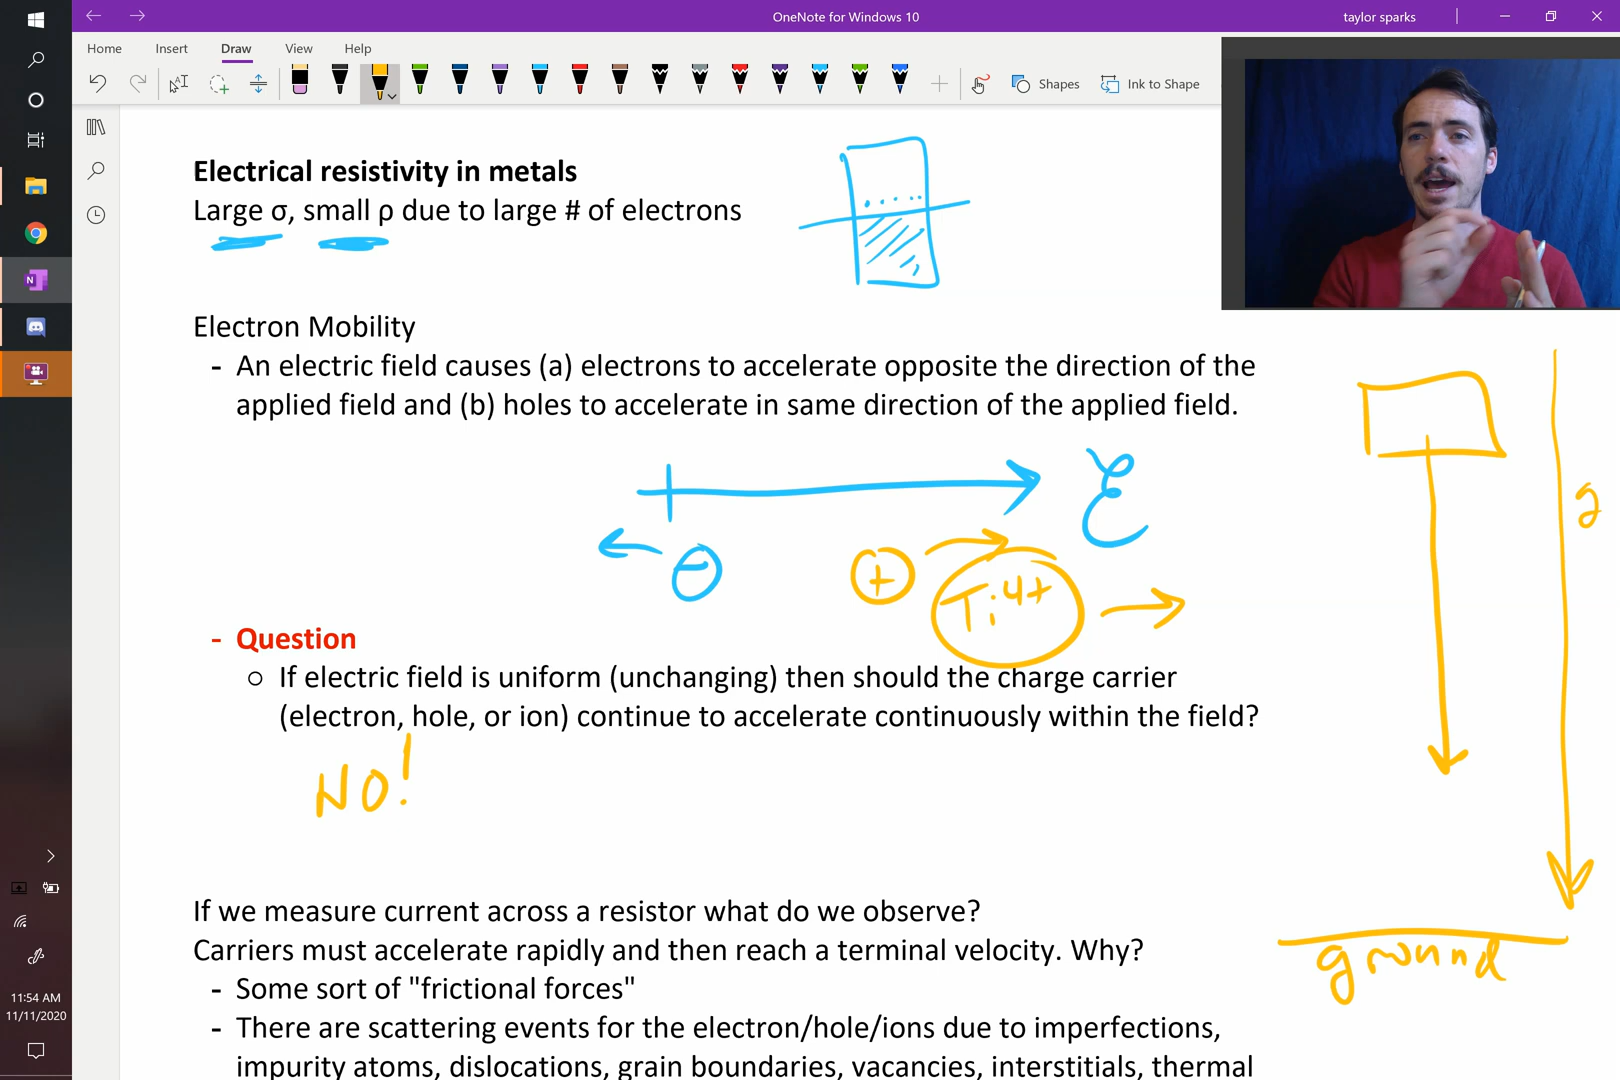 OneNote for Windows 10
taylor sparks
Home Insert Draw View Help
Shapes
Ink to Shape
Electrical resistivity in metals
Large σ, small ρ due to large # of electrons
Electron Mobility
- An electric field causes (a) electrons to accelerate opposite the direction of the
applied field and (b) holes to accelerate in same direction of the applied field.
ℰ
−
+
Ti⁴⁺
g
- Question
○ If electric field is uniform (unchanging) then should the charge carrier
(electron, hole, or ion) continue to accelerate continuously within the field?
NO!
If we measure current across a resistor what do we observe?
Carriers must accelerate rapidly and then reach a terminal velocity. Why?
ground
- Some sort of "frictional forces"
- There are scattering events for the electron/hole/ions due to imperfections,
impurity atoms, dislocations, grain boundaries, vacancies, interstitials, thermal
11:54 AM
11/11/2020